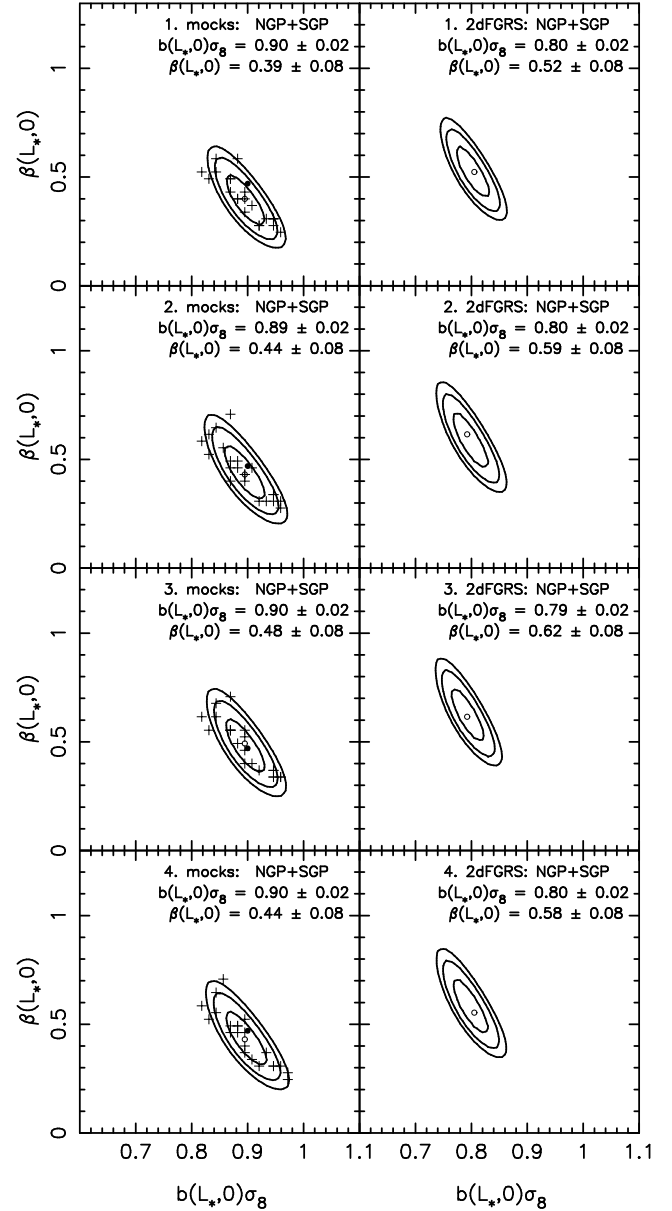 1. mocks: NGP+SGP
b(L*,0)σ8 = 0.90 ± 0.02
β(L*,0) = 0.39 ± 0.08
1. 2dFGRS: NGP+SGP
b(L*,0)σ8 = 0.80 ± 0.02
β(L*,0) = 0.52 ± 0.08
β(L*,0)
1
0.5
0
2. mocks: NGP+SGP
b(L*,0)σ8 = 0.89 ± 0.02
β(L*,0) = 0.44 ± 0.08
2. 2dFGRS: NGP+SGP
b(L*,0)σ8 = 0.80 ± 0.02
β(L*,0) = 0.59 ± 0.08
β(L*,0)
1
0.5
0
3. mocks: NGP+SGP
b(L*,0)σ8 = 0.90 ± 0.02
β(L*,0) = 0.48 ± 0.08
3. 2dFGRS: NGP+SGP
b(L*,0)σ8 = 0.79 ± 0.02
β(L*,0) = 0.62 ± 0.08
β(L*,0)
1
0.5
0
4. mocks: NGP+SGP
b(L*,0)σ8 = 0.90 ± 0.02
β(L*,0) = 0.44 ± 0.08
4. 2dFGRS: NGP+SGP
b(L*,0)σ8 = 0.80 ± 0.02
β(L*,0) = 0.58 ± 0.08
β(L*,0)
1
0.5
0
0.7 0.8 0.9 1 1.1 0.7 0.8 0.9 1 1.1
b(L*,0)σ8 b(L*,0)σ8